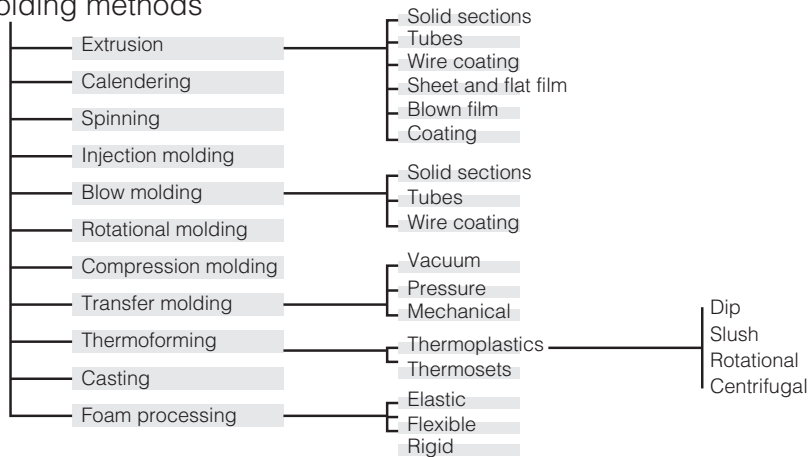 olding methods
Extrusion
Calendering
Spinning
Injection molding
Blow molding
Rotational molding
Compression molding
Transfer molding
Thermoforming
Casting
Foam processing
Solid sections
Tubes
Wire coating
Sheet and flat film
Blown film
Coating
Solid sections
Tubes
Wire coating
Vacuum
Pressure
Mechanical
Thermoplastics
Thermosets
Elastic
Flexible
Rigid
Dip
Slush
Rotational
Centrifugal